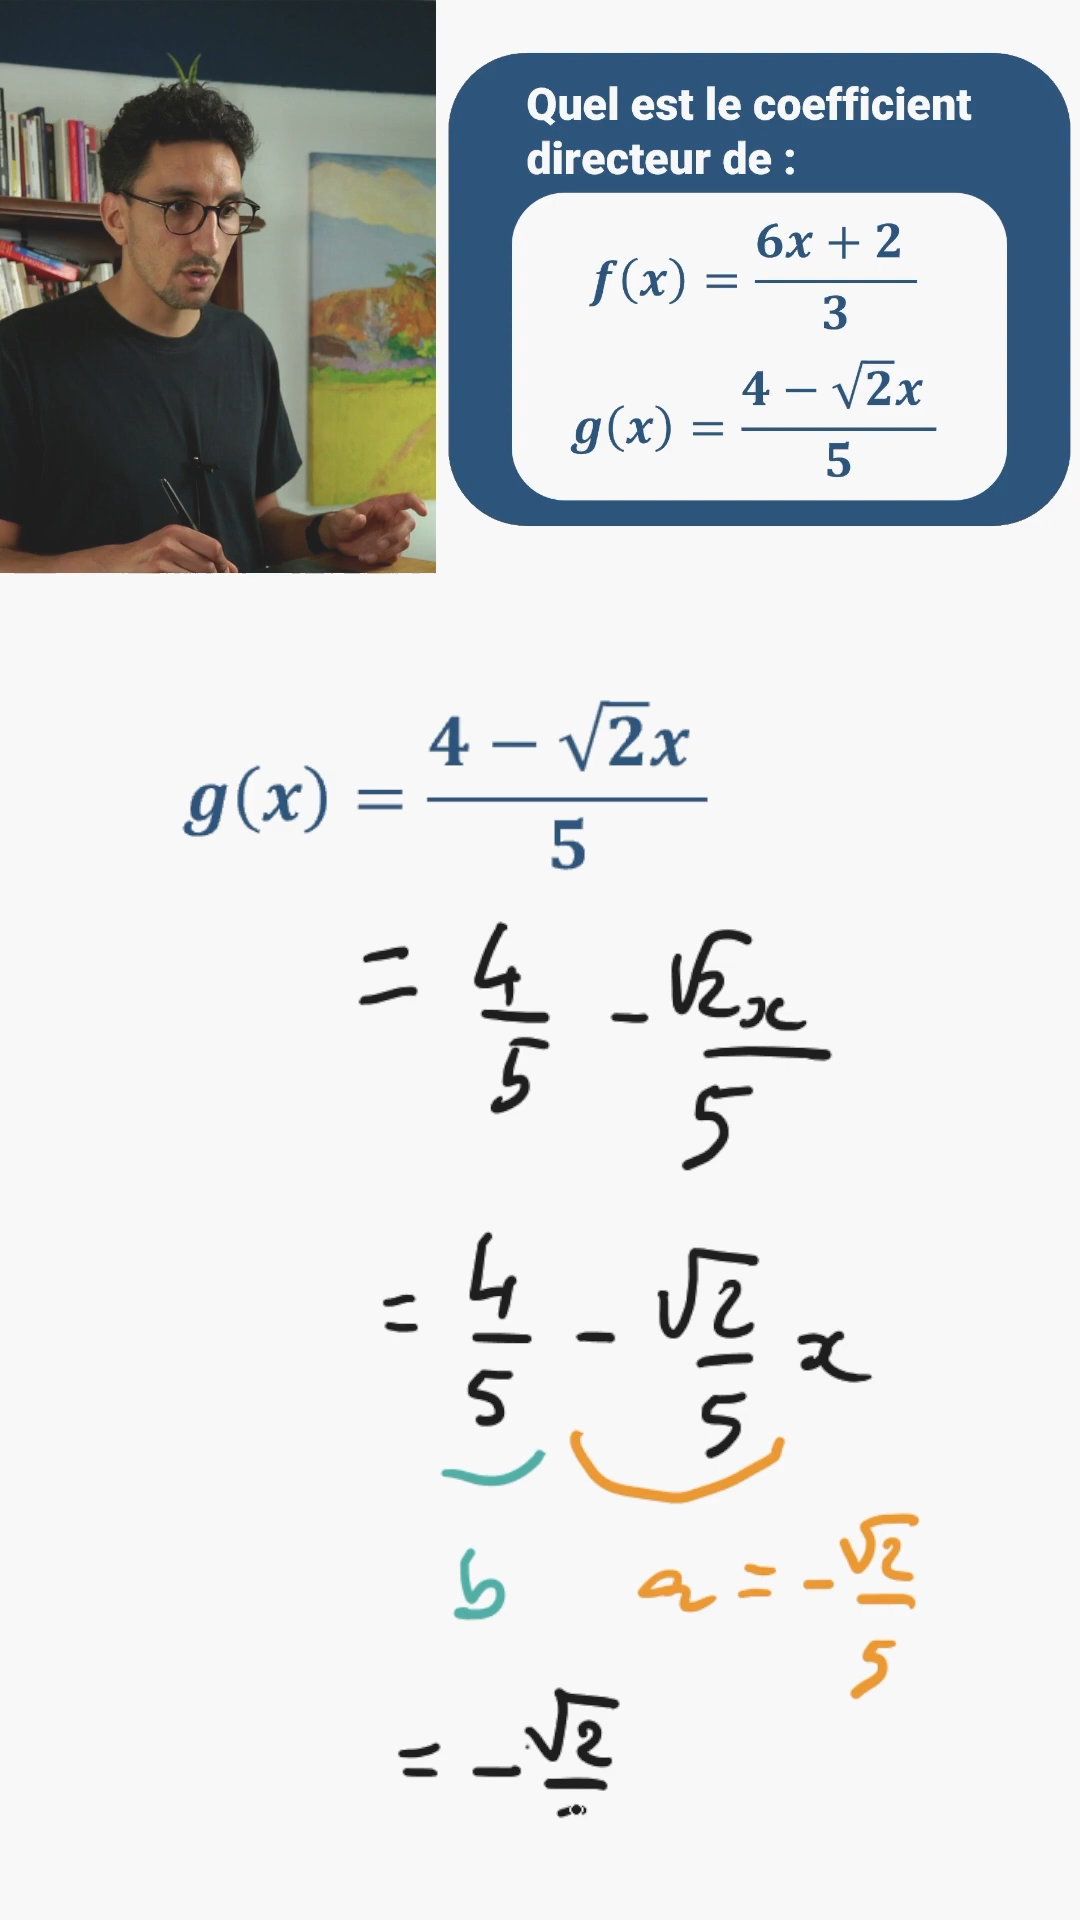 Quel est le coefficient
directeur de :
f(x) = (6x + 2)/3
g(x) = (4 − √2x)/5
g(x) = (4 − √2x)/5
= 4/5 - √2x/5
= 4/5 - √2/5 x
b a = -√2/5
= -√2